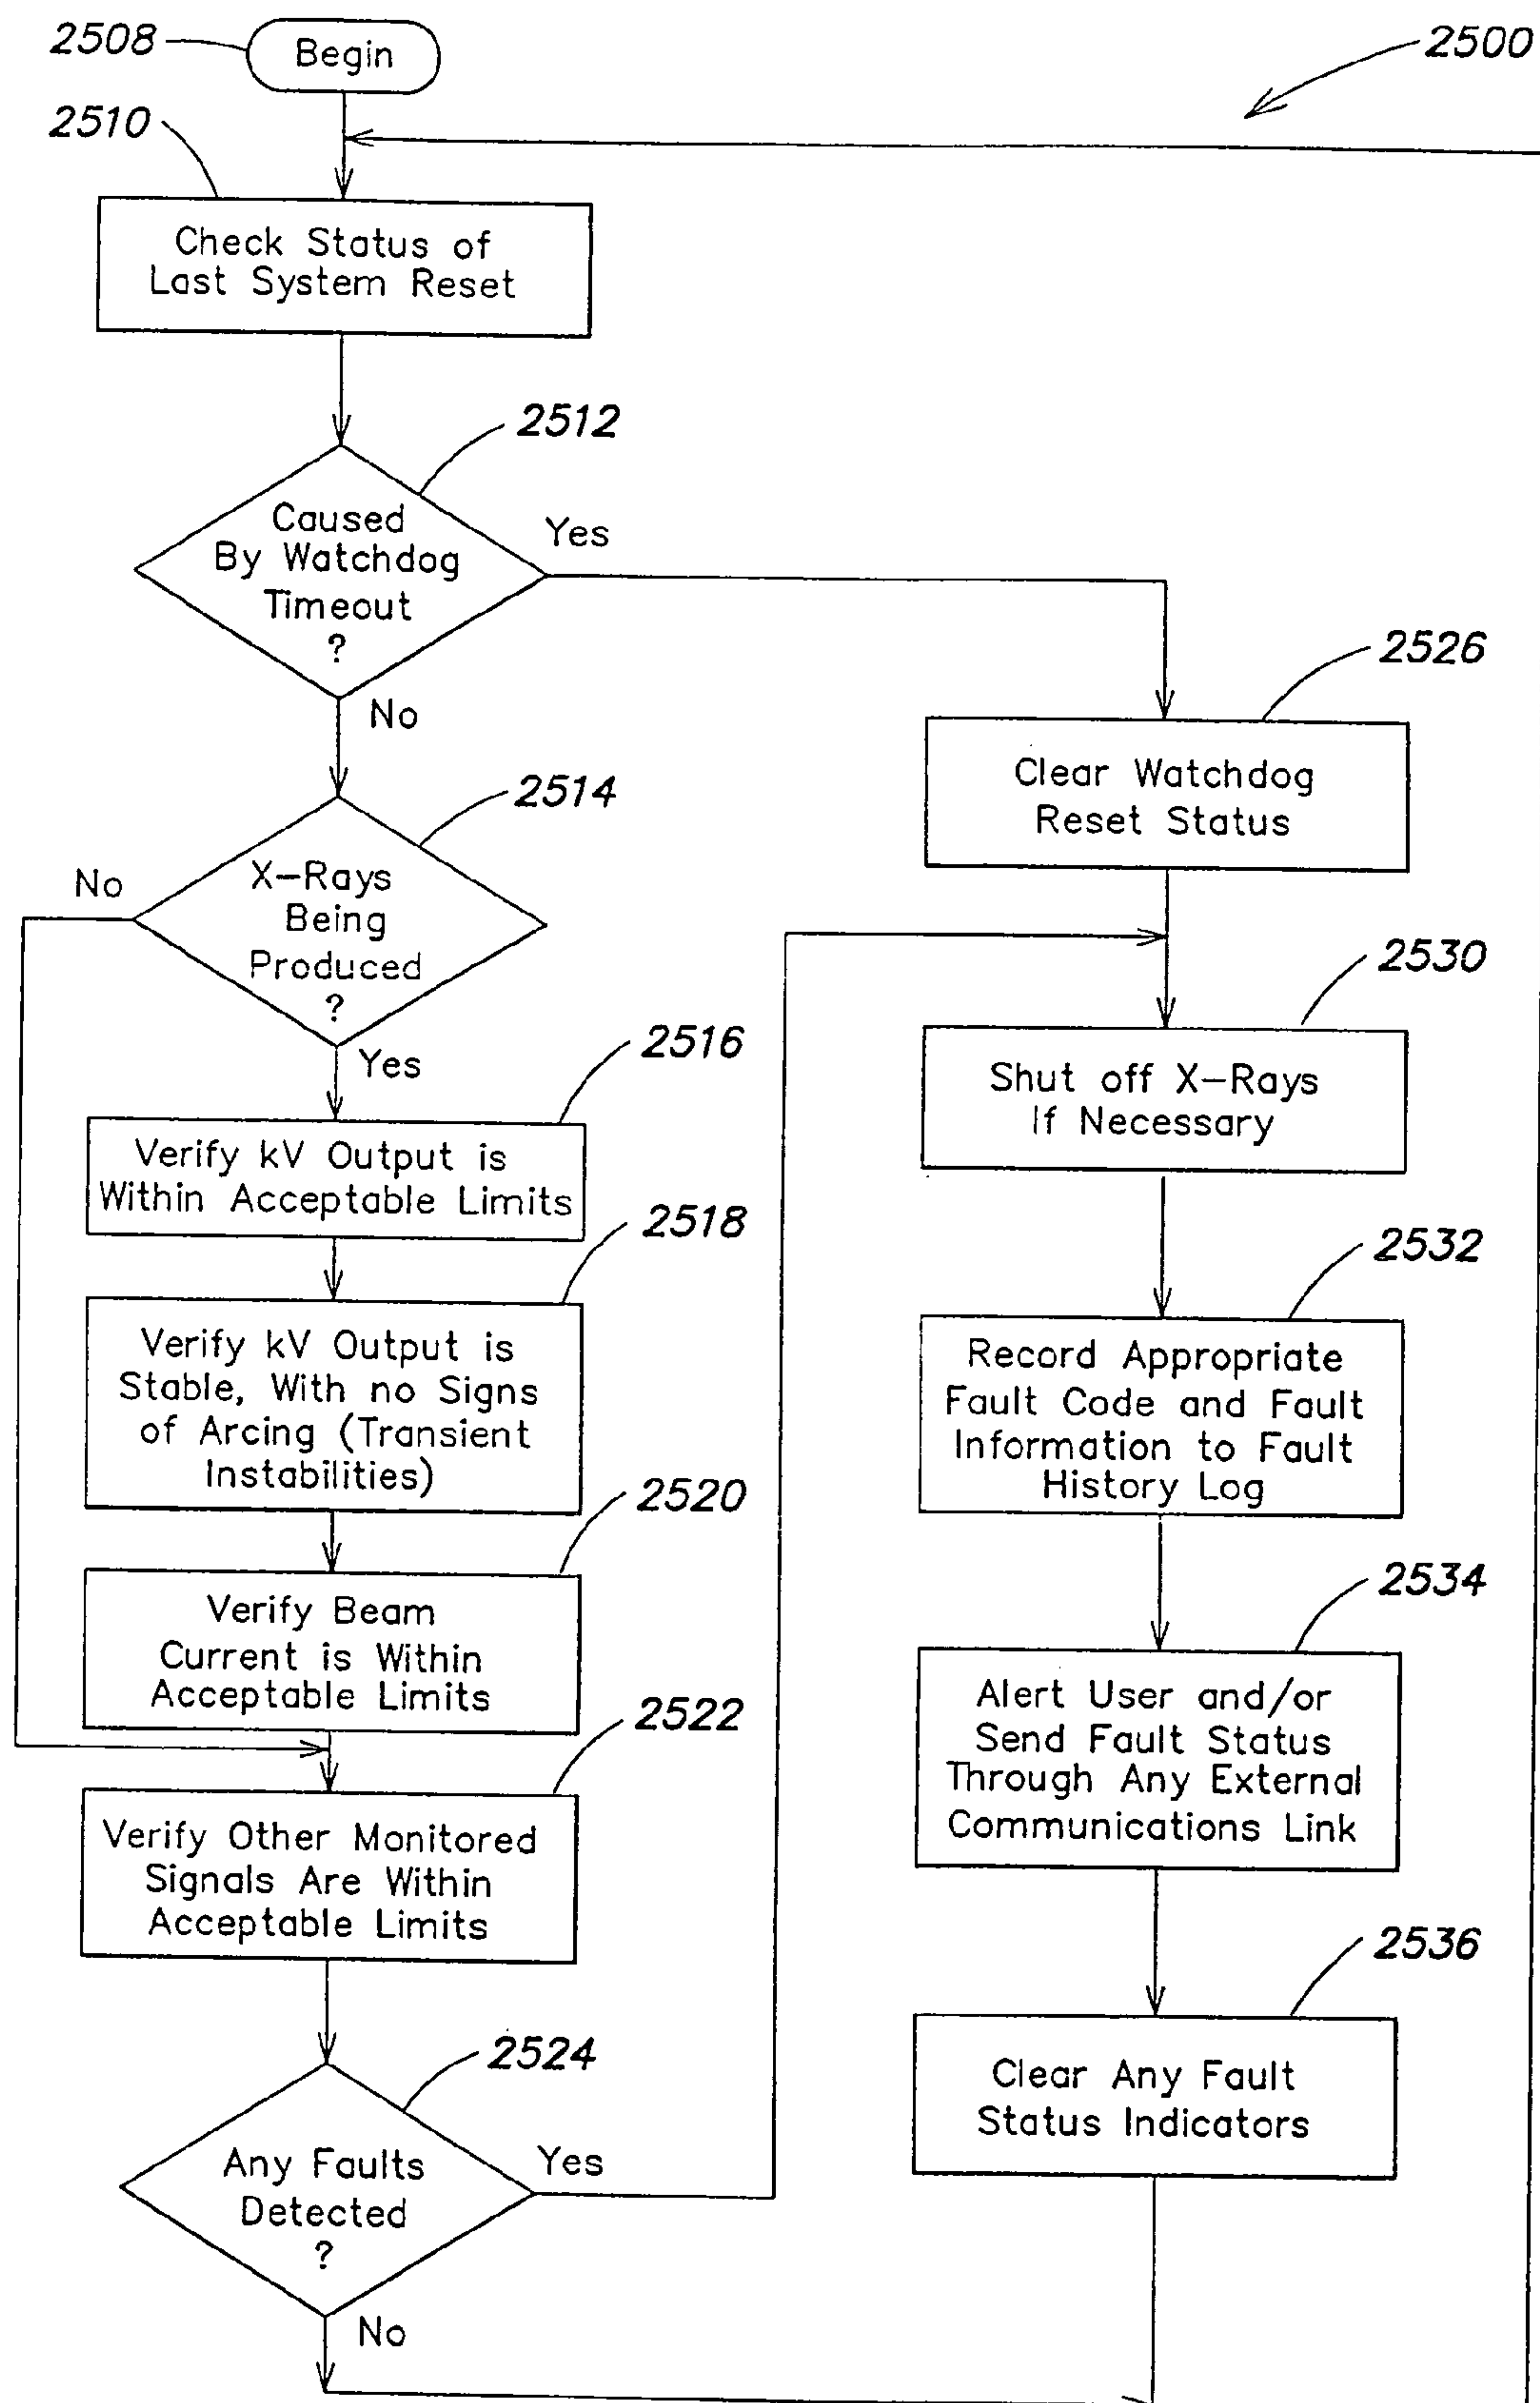 2508
Begin
2500
2510
Check Status of
Last System Reset
2512
Caused
By Watchdog
Timeout
?
Yes
No
2526
Clear Watchdog
Reset Status
2514
X-Rays
Being
Produced
?
No
Yes
2530
Shut off X-Rays
If Necessary
2516
Verify kV Output is
Within Acceptable Limits
2518
Verify kV Output is
Stable, With no Signs
of Arcing (Transient
Instabilities)
2532
Record Appropriate
Fault Code and Fault
Information to Fault
History Log
2520
Verify Beam
Current is Within
Acceptable Limits
2534
Alert User and/or
Send Fault Status
Through Any External
Communications Link
2522
Verify Other Monitored
Signals Are Within
Acceptable Limits
2536
Clear Any Fault
Status Indicators
2524
Any Faults
Detected
?
Yes
No